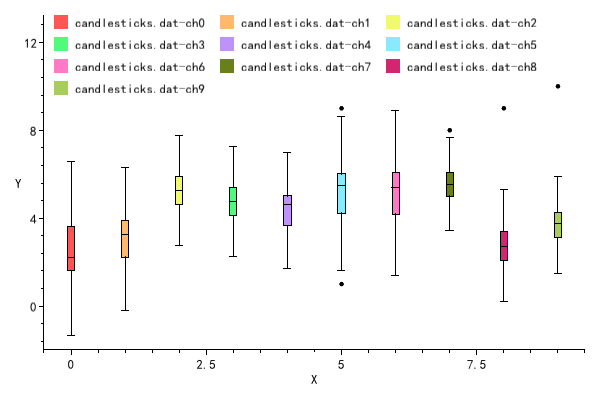 candlesticks.dat-ch0 candlesticks.dat-ch1 candlesticks.dat-ch2
candlesticks.dat-ch3 candlesticks.dat-ch4 candlesticks.dat-ch5
candlesticks.dat-ch6 candlesticks.dat-ch7 candlesticks.dat-ch8
candlesticks.dat-ch9
12
8
Y
4
0
0 2.5 5 7.5
X